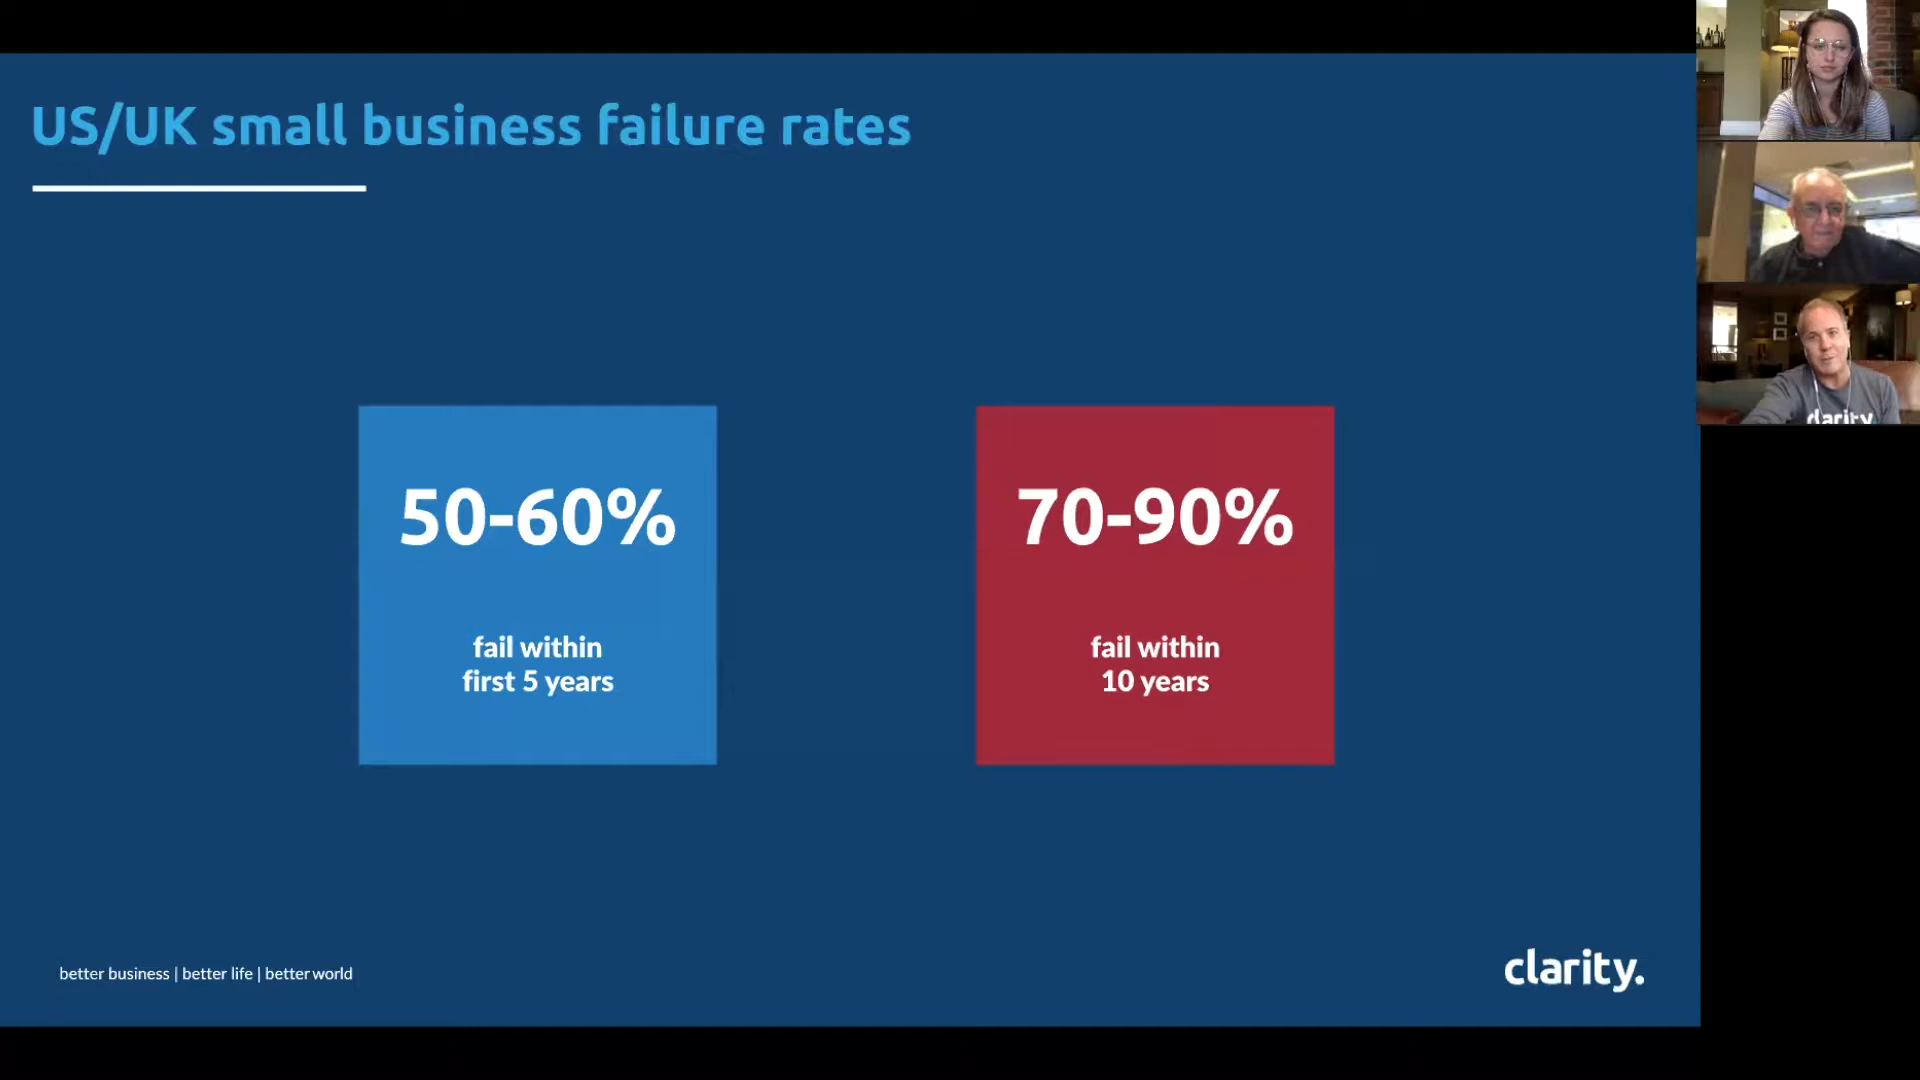 US/UK small business failure rates
50-60%
fail within
first 5 years
70-90%
fail within
10 years
better business | better life | better world
clarity.
clarity